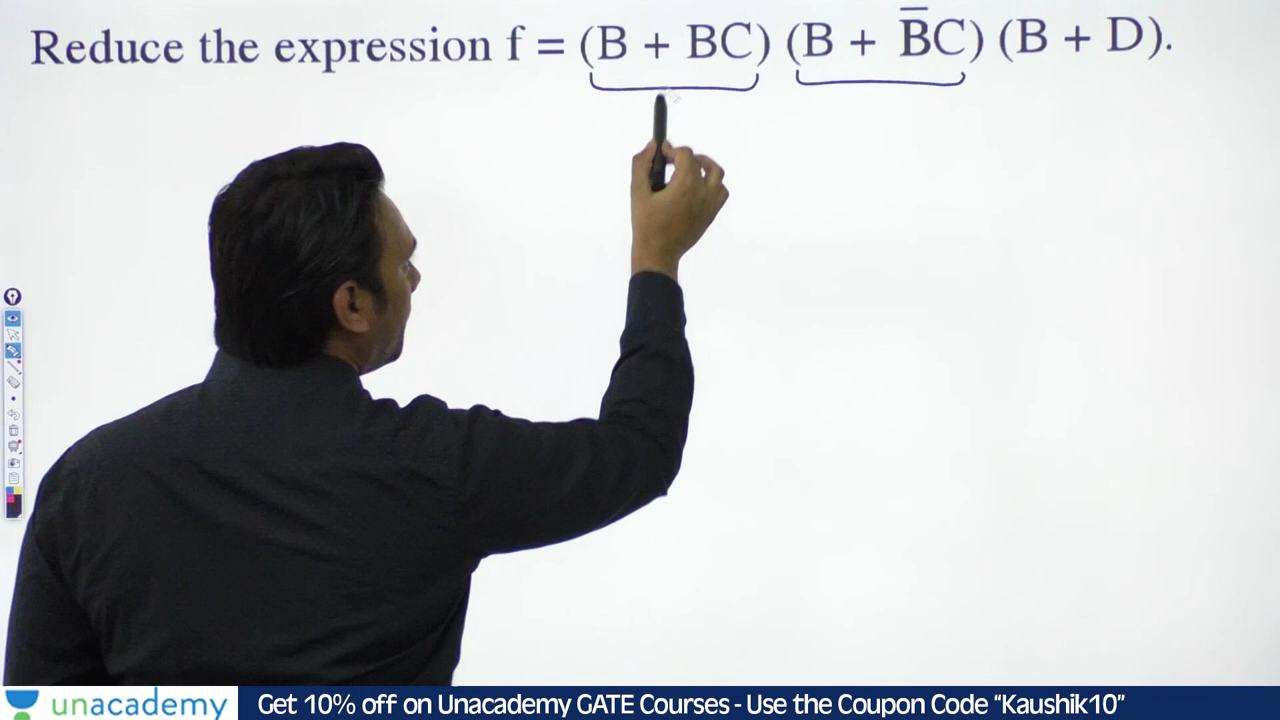 Reduce the expression f = (B + BC) (B + B̅C) (B + D).
unacademy
Get 10% off on Unacademy GATE Courses - Use the Coupon Code “Kaushik10”